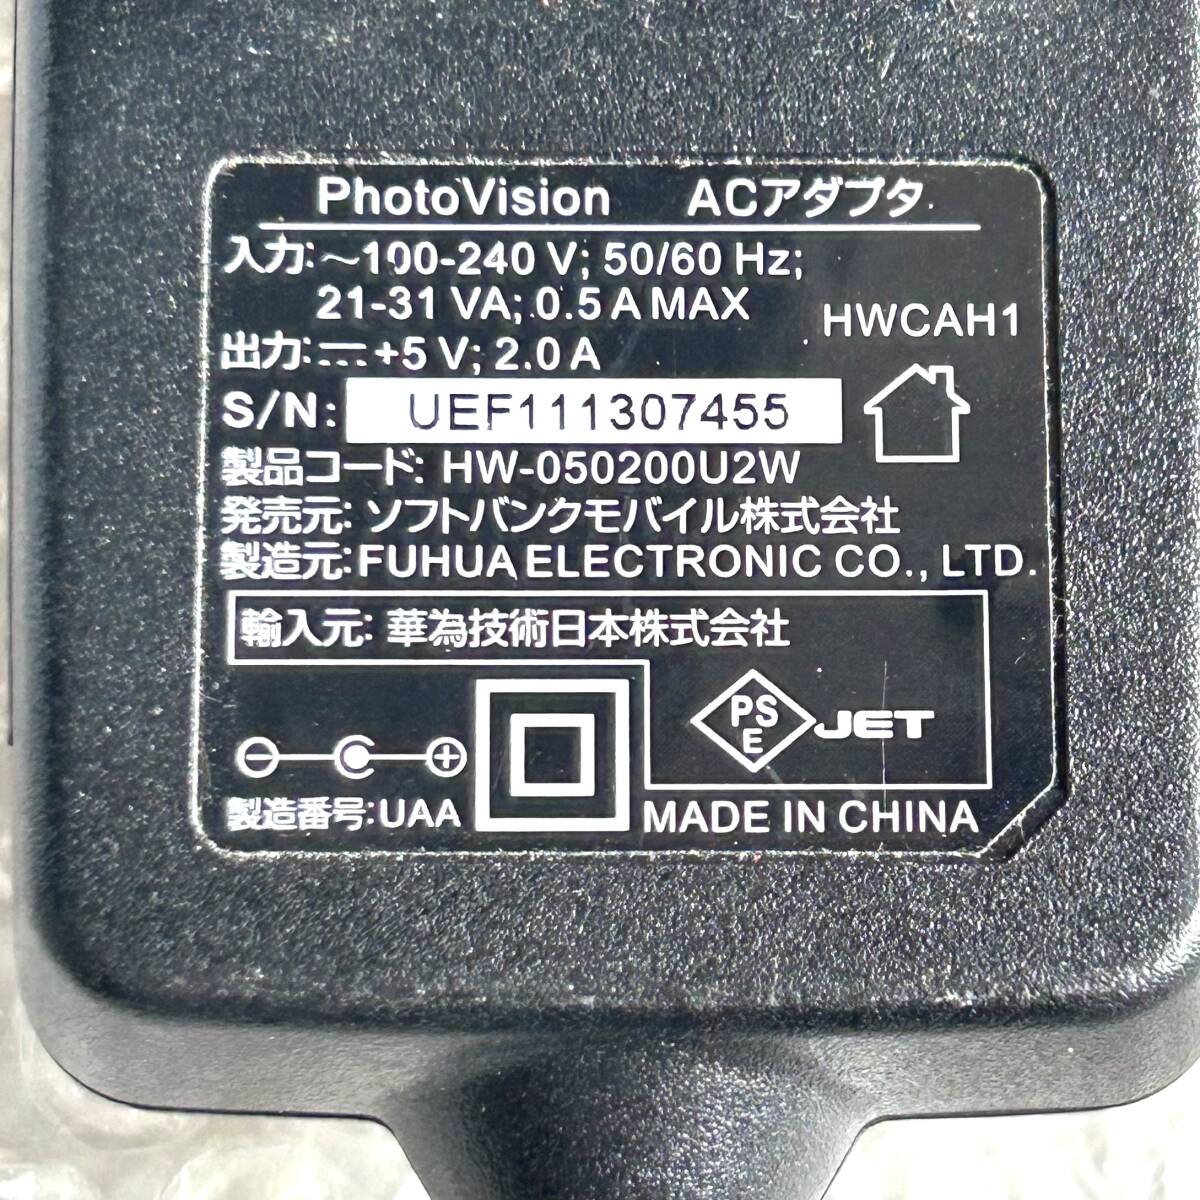 PhotoVision ACアダプタ
入力:～100-240 V; 50/60 Hz;
21-31 VA; 0.5 A MAX
HWCAH1
出力:⎓+5 V; 2.0 A
S/N: UEF111307455
製品コード: HW-050200U2W
発売元: ソフトバンクモバイル株式会社
製造元: FUHUA ELECTRONIC CO., LTD.
輸入元: 華為技術日本株式会社
PS
E
JET
製造番号:UAA
MADE IN CHINA